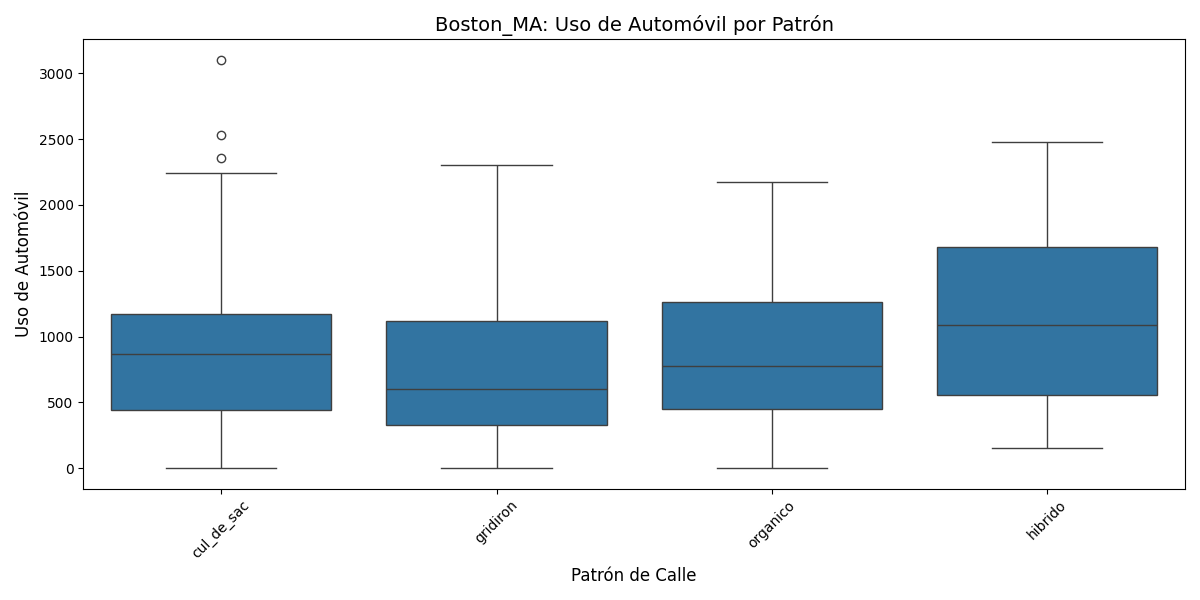 Boston_MA: Uso de Automóvil por Patrón
Uso de Automóvil
3000
2500
2000
1500
1000
500
0
cul_de_sac
gridiron
organico
hibrido
Patrón de Calle